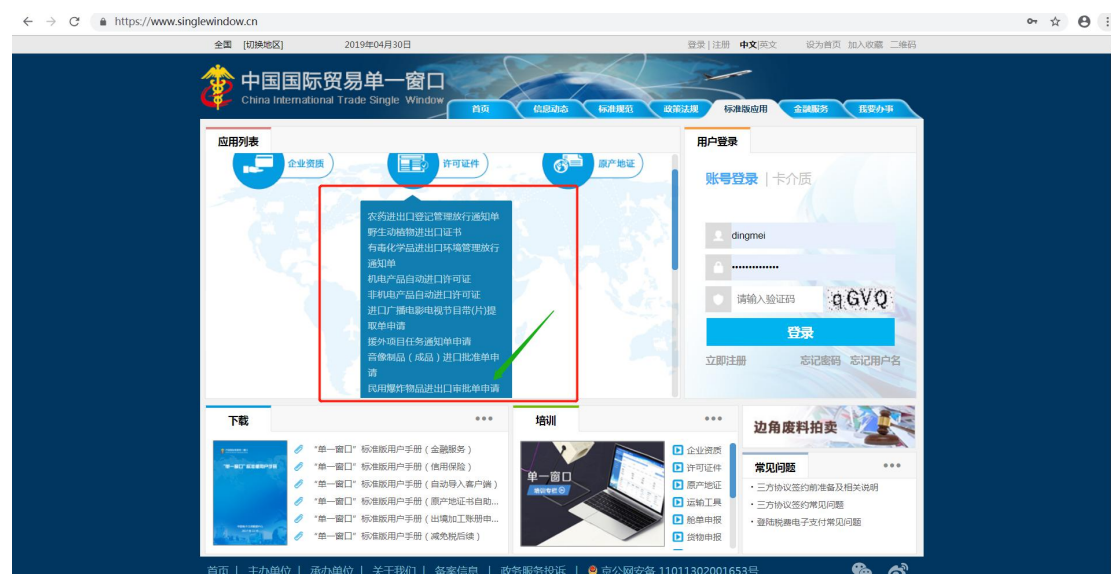 https://www.singlewindow.cn
全国 [切换地区] 2019年04月30日 登录|注册 中文|英文 设为首页 加入收藏 二维码
中国国际贸易单一窗口
China International Trade Single Window
首页 信息动态 标准规范 政策法规 标准版应用 金融服务 我要办事
应用列表
企业资质 许可证件 原产地证
农药进出口登记管理放行通知单
野生动植物进出口证书
有毒化学品进出口环境管理放行
通知单
机电产品自动进口许可证
非机电产品自动进口许可证
进口广播电影电视节目带(片)提
取单申请
援外项目任务通知单申请
音像制品（成品）进口批准单申
请
民用爆炸物品进出口审批单申请
用户登录
账号登录 | 卡介质
dingmei
••••••••••••••
请输入验证码 qGVQ
登录
立即注册 忘记密码 忘记用户名
下载
“单一窗口”标准版用户手册（金融服务）
“单一窗口”标准版用户手册（信用保险）
“单一窗口”标准版用户手册（自动导入客户端）
“单一窗口”标准版用户手册（原产地证自助...
“单一窗口”标准版用户手册（出境加工账册申...
“单一窗口”标准版用户手册（减免税后续）
培训
单一窗口
企业资质
许可证件
原产地证
运输工具
舱单申报
货物申报
边角废料拍卖
常见问题
三方协议签约前准备及相关说明
三方协议签约常见问题
登陆税费电子支付常见问题
首页 | 主办单位 | 承办单位 | 关于我们 | 备案信息 | 政务服务投诉 | 京公网安备 11011302001653号